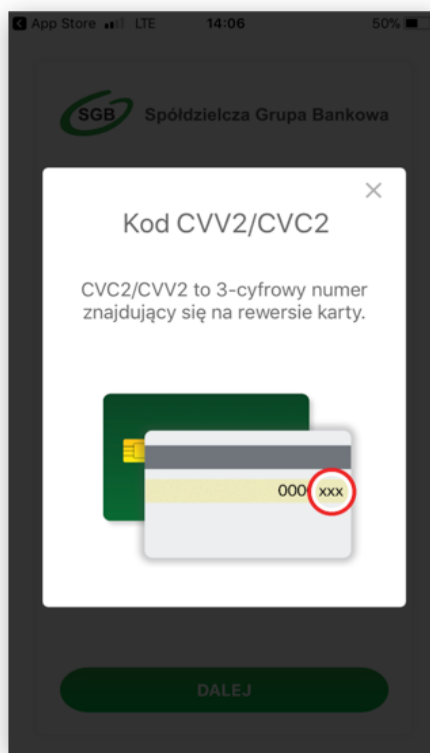 App Store LTE 14:06 50%
SGB Spółdzielcza Grupa Bankowa
Kod CVV2/CVC2
CVC2/CVV2 to 3-cyfrowy numer
znajdujący się na rewersie karty.
000 xxx
DALEJ